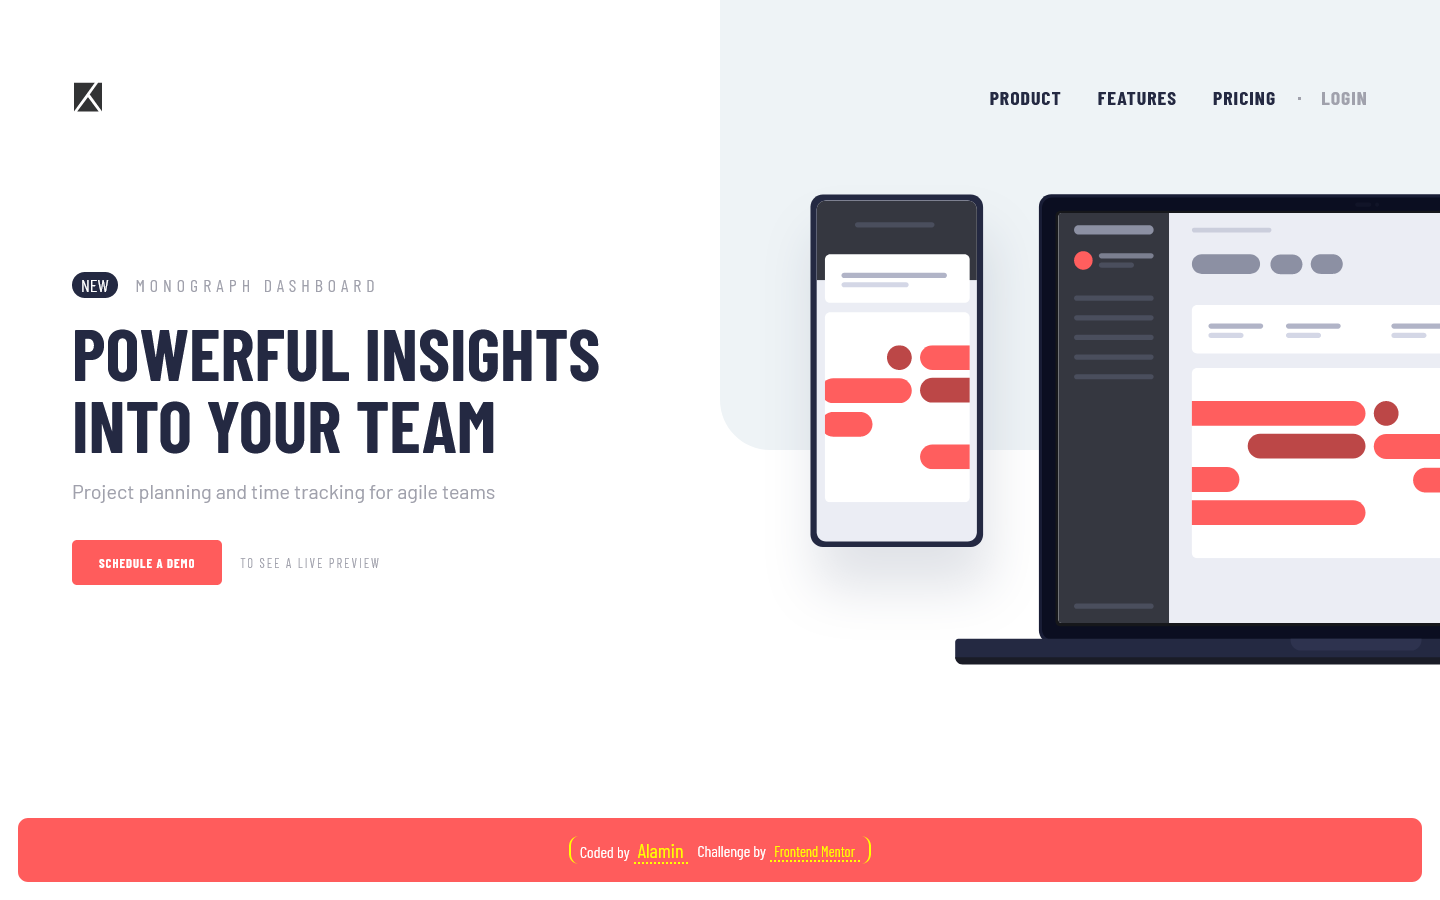 PRODUCT FEATURES PRICING · LOGIN
NEW MONOGRAPH DASHBOARD
POWERFUL INSIGHTS
INTO YOUR TEAM
Project planning and time tracking for agile teams
SCHEDULE A DEMO TO SEE A LIVE PREVIEW
Coded by Alamin Challenge by Frontend Mentor